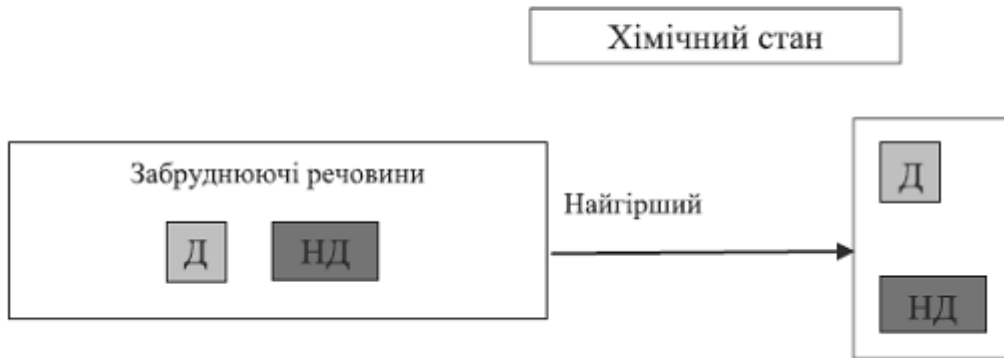 Хімічний стан
Забруднюючі речовини
Д НД
Найгірший
Д
НД